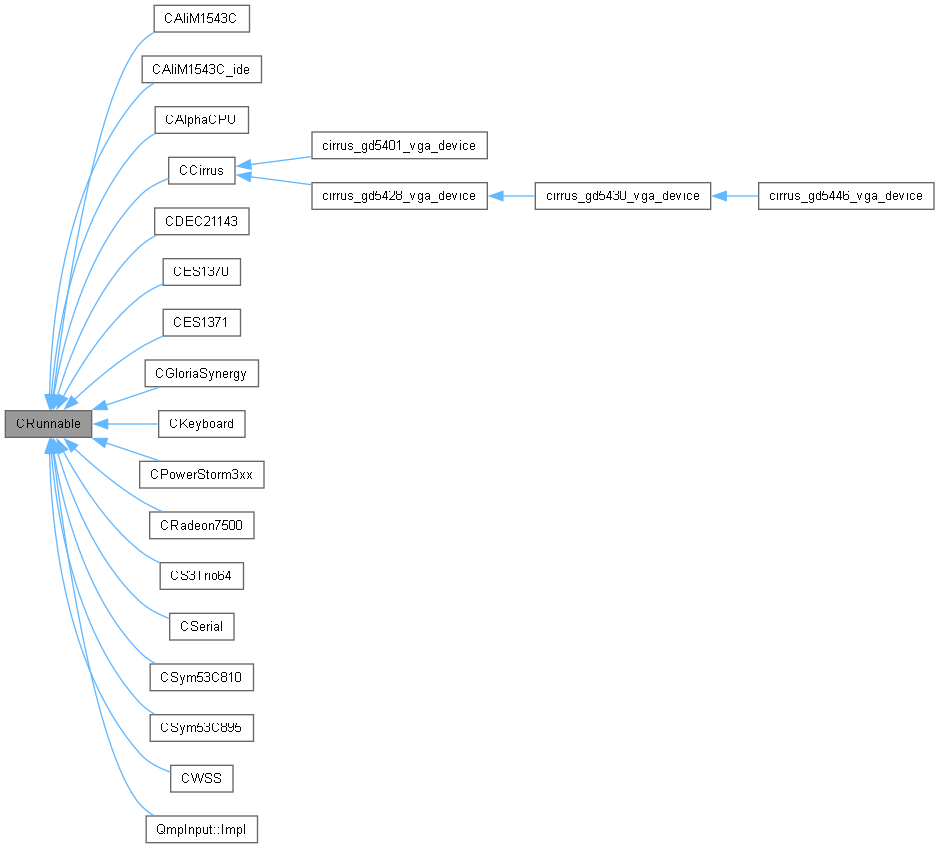 CAliM1543C
CAliM1543C_ide
CAlphaCPU
cirrus_gd5401_vga_device
CCirrus
cirrus_gd5428_vga_device
cirrus_gd5430_vga_device
cirrus_gd5446_vga_device
CDEC21143
CES1370
CES1371
CGloriaSynergy
CRunnable
CKeyboard
CPowerStorm3xx
CRadeon7500
CS3Trio64
CSerial
CSym53C810
CSym53C895
CWSS
QmpInput::Impl